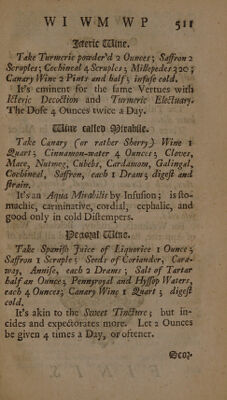 WI WM WP 511
Icteric Wine.
Take Turmeric powder'd 2 Ounces; Saffron 2
Scruples; Cochineal 4 Scruples; Millepedes 320;
Canary Wine 2 Pints and half; infuse cold.
It's eminent for the same Vertues with
Icteric Decoction and Turmeric Electuary.
The Dose 4 Ounces twice a Day.
Wine called Mirabile.
Take Canary (or rather Sherry) Wine 1
Quart; Cinnamon-water 4 Ounces; Cloves,
Mace, Nutmeg, Cubebs, Cardamom, Galingal,
Cochineal, Saffron, each 1 Dram; digest and
strain.
It's an Aqua Mirabilis by Infusion; is sto-
machic, carminative, cordial, cephalic, and
good only in cold Distempers.
Pectoral Wine.
Take Spanish Juice of Liquorice 1 Ounce;
Saffron 1 Scruple; Seeds of Coriander, Cara-
way, Annise, each 2 Drams; Salt of Tartar
half an Ounce; Pennyroyal and Hyssop Waters,
each 4 Ounces; Canary Wine 1 Quart; digest
cold.
It's akin to the Sweet Tincture; but in-
cides and expectorates more. Let 2 Ounces
be given 4 times a Day, or oftener.
Scor-